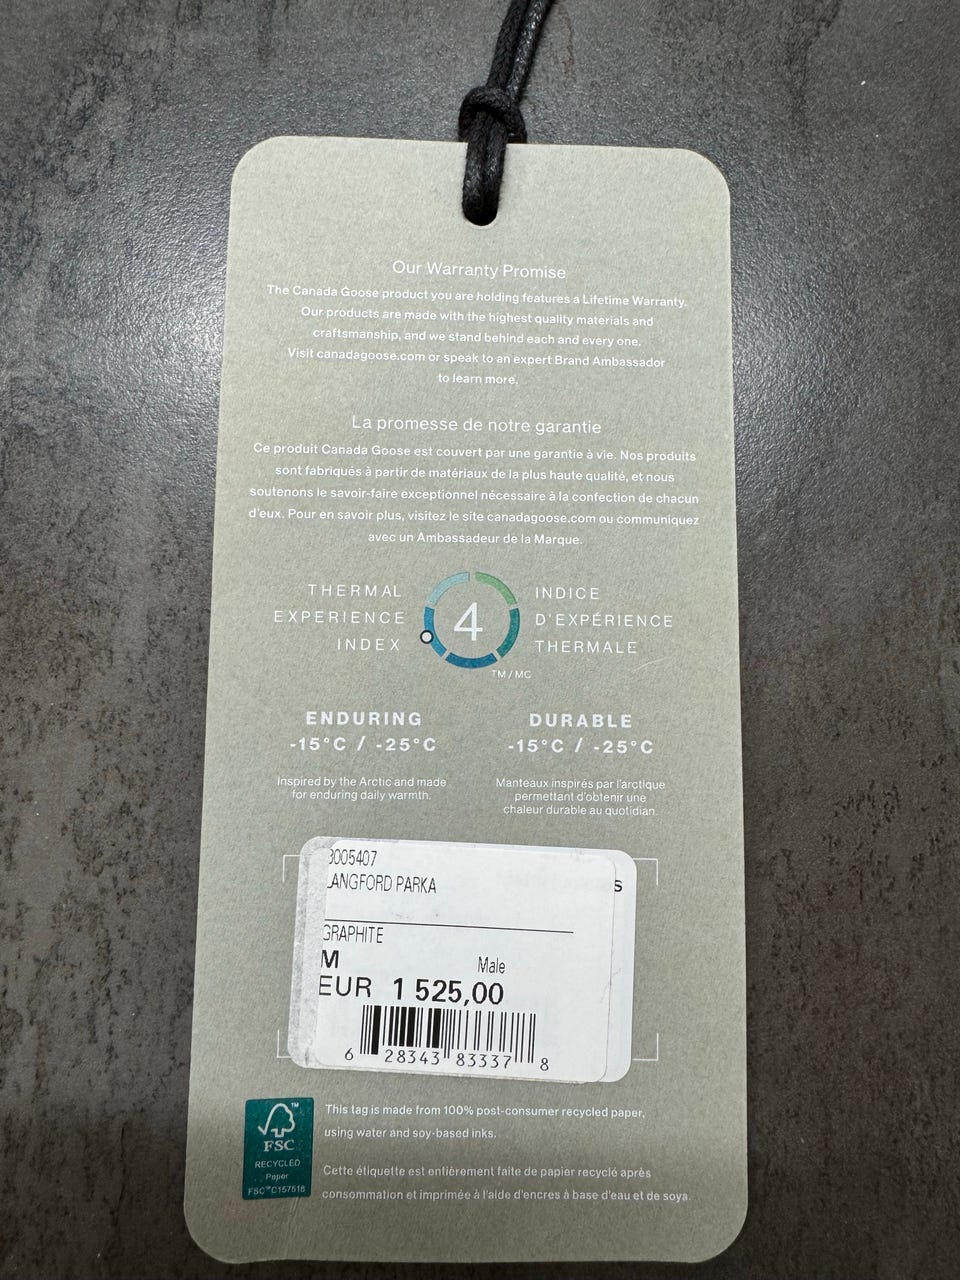 Our Warranty Promise
The Canada Goose product you are holding features a Lifetime Warranty.
Our products are made with the highest quality materials and
craftsmanship, and we stand behind each and every one.
Visit canadagoose.com or speak to an expert Brand Ambassador
to learn more.
La promesse de notre garantie
Ce produit Canada Goose est couvert par une garantie à vie. Nos produits
sont fabriqués à partir de matériaux de la plus haute qualité, et nous
soutenons le savoir-faire exceptionnel nécessaire à la confection de chacun
d'eux. Pour en savoir plus, visitez le site canadagoose.com ou communiquez
avec un Ambassadeur de la Marque.
THERMAL
EXPERIENCE
INDEX
4
TM/MC
INDICE
D'EXPÉRIENCE
THERMALE
ENDURING
-15°C / -25°C
Inspired by the Arctic and made
for enduring daily warmth.
DURABLE
-15°C / -25°C
Manteaux inspirés par l'arctique
permettant d'obtenir une
chaleur durable au quotidien.
3005407
LANGFORD PARKA
S
GRAPHITE
M Male
EUR 1 525,00
6 28343 83337 8
FSC
RECYCLED
Paper
FSC™C157516
This tag is made from 100% post-consumer recycled paper,
using water and soy-based inks.
Cette étiquette est entièrement faite de papier recyclé après
consommation et imprimée à l'aide d'encres à base d'eau et de soya.